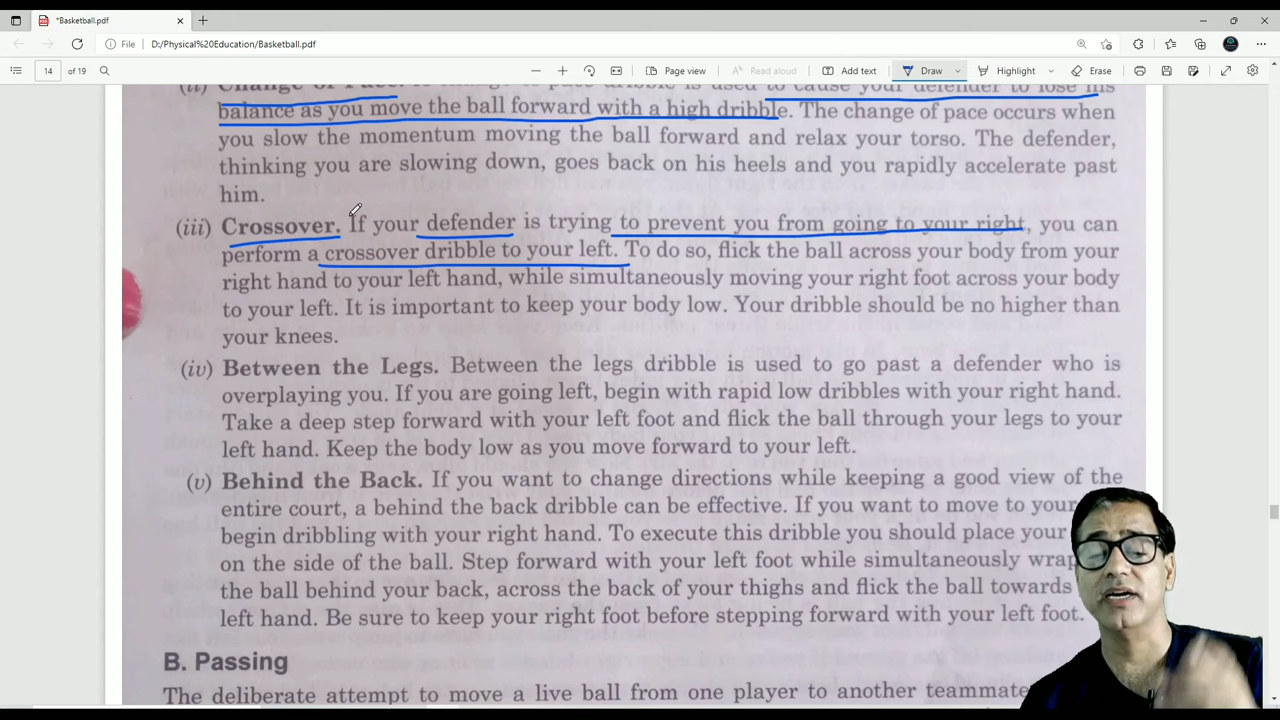 *Basketball.pdf
File D:/Physical%20Education/Basketball.pdf
14 of 19 Page view Read aloud Add text Draw Highlight Erase
(ii) Change of Pace. pace dribble is used to cause your defender to lose his
balance as you move the ball forward with a high dribble. The change of pace occurs when
you slow the momentum moving the ball forward and relax your torso. The defender,
thinking you are slowing down, goes back on his heels and you rapidly accelerate past
him.
(iii) Crossover. If your defender is trying to prevent you from going to your right, you can
perform a crossover dribble to your left. To do so, flick the ball across your body from your
right hand to your left hand, while simultaneously moving your right foot across your body
to your left. It is important to keep your body low. Your dribble should be no higher than
your knees.
(iv) Between the Legs. Between the legs dribble is used to go past a defender who is
overplaying you. If you are going left, begin with rapid low dribbles with your right hand.
Take a deep step forward with your left foot and flick the ball through your legs to your
left hand. Keep the body low as you move forward to your left.
(v) Behind the Back. If you want to change directions while keeping a good view of the
entire court, a behind the back dribble can be effective. If you want to move to your
begin dribbling with your right hand. To execute this dribble you should place your
on the side of the ball. Step forward with your left foot while simultaneously
the ball behind your back, across the back of your thighs and flick the ball towards
left hand. Be sure to keep your right foot before stepping forward with your left foot.
B. Passing
The deliberate attempt to move a live ball from one player to another teammate